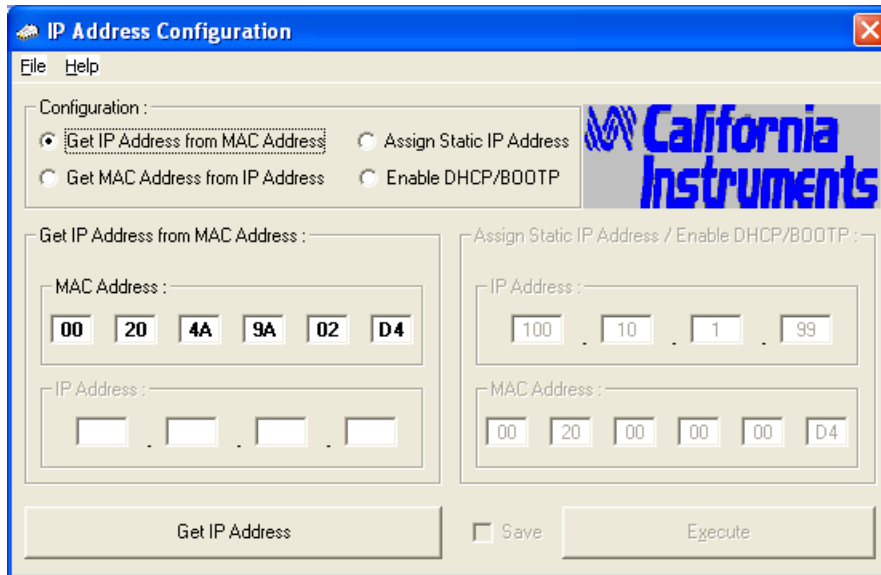 IP Address Configuration
File Help
Configuration :
Get IP Address from MAC Address
Assign Static IP Address
Get MAC Address from IP Address
Enable DHCP/BOOTP
California
Instruments
Get IP Address from MAC Address :
MAC Address :
00 20 4A 9A 02 D4
IP Address :
. . .
Get IP Address
Assign Static IP Address / Enable DHCP/BOOTP :
IP Address :
100 . 10 . 1 . 99
MAC Address :
00 20 00 00 00 D4
Save
Execute